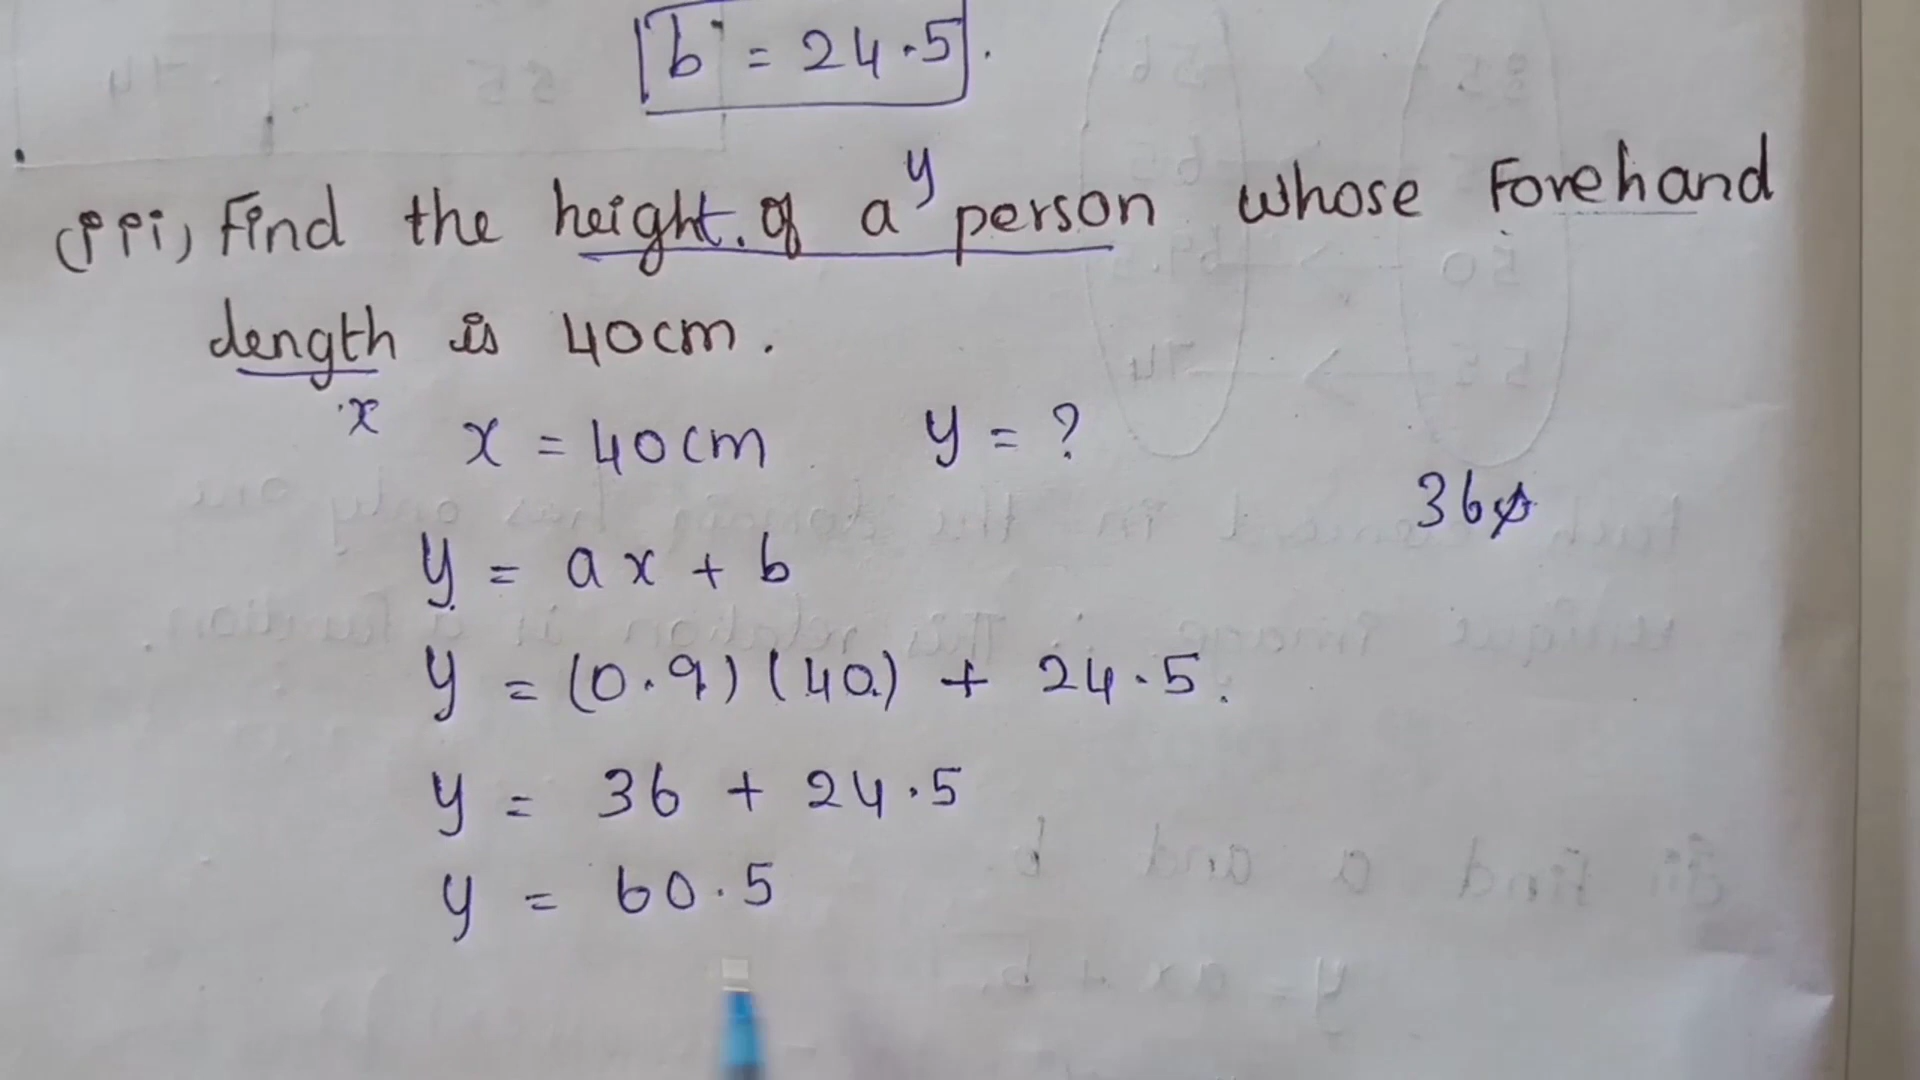 b = 24.5.
(iii) Find the height of a person whose Forehand
y
length is 40cm.
x
x = 40cm y = ?
360
y = ax + b
y = (0.9)(40) + 24.5.
y = 36 + 24.5
y = 60.5